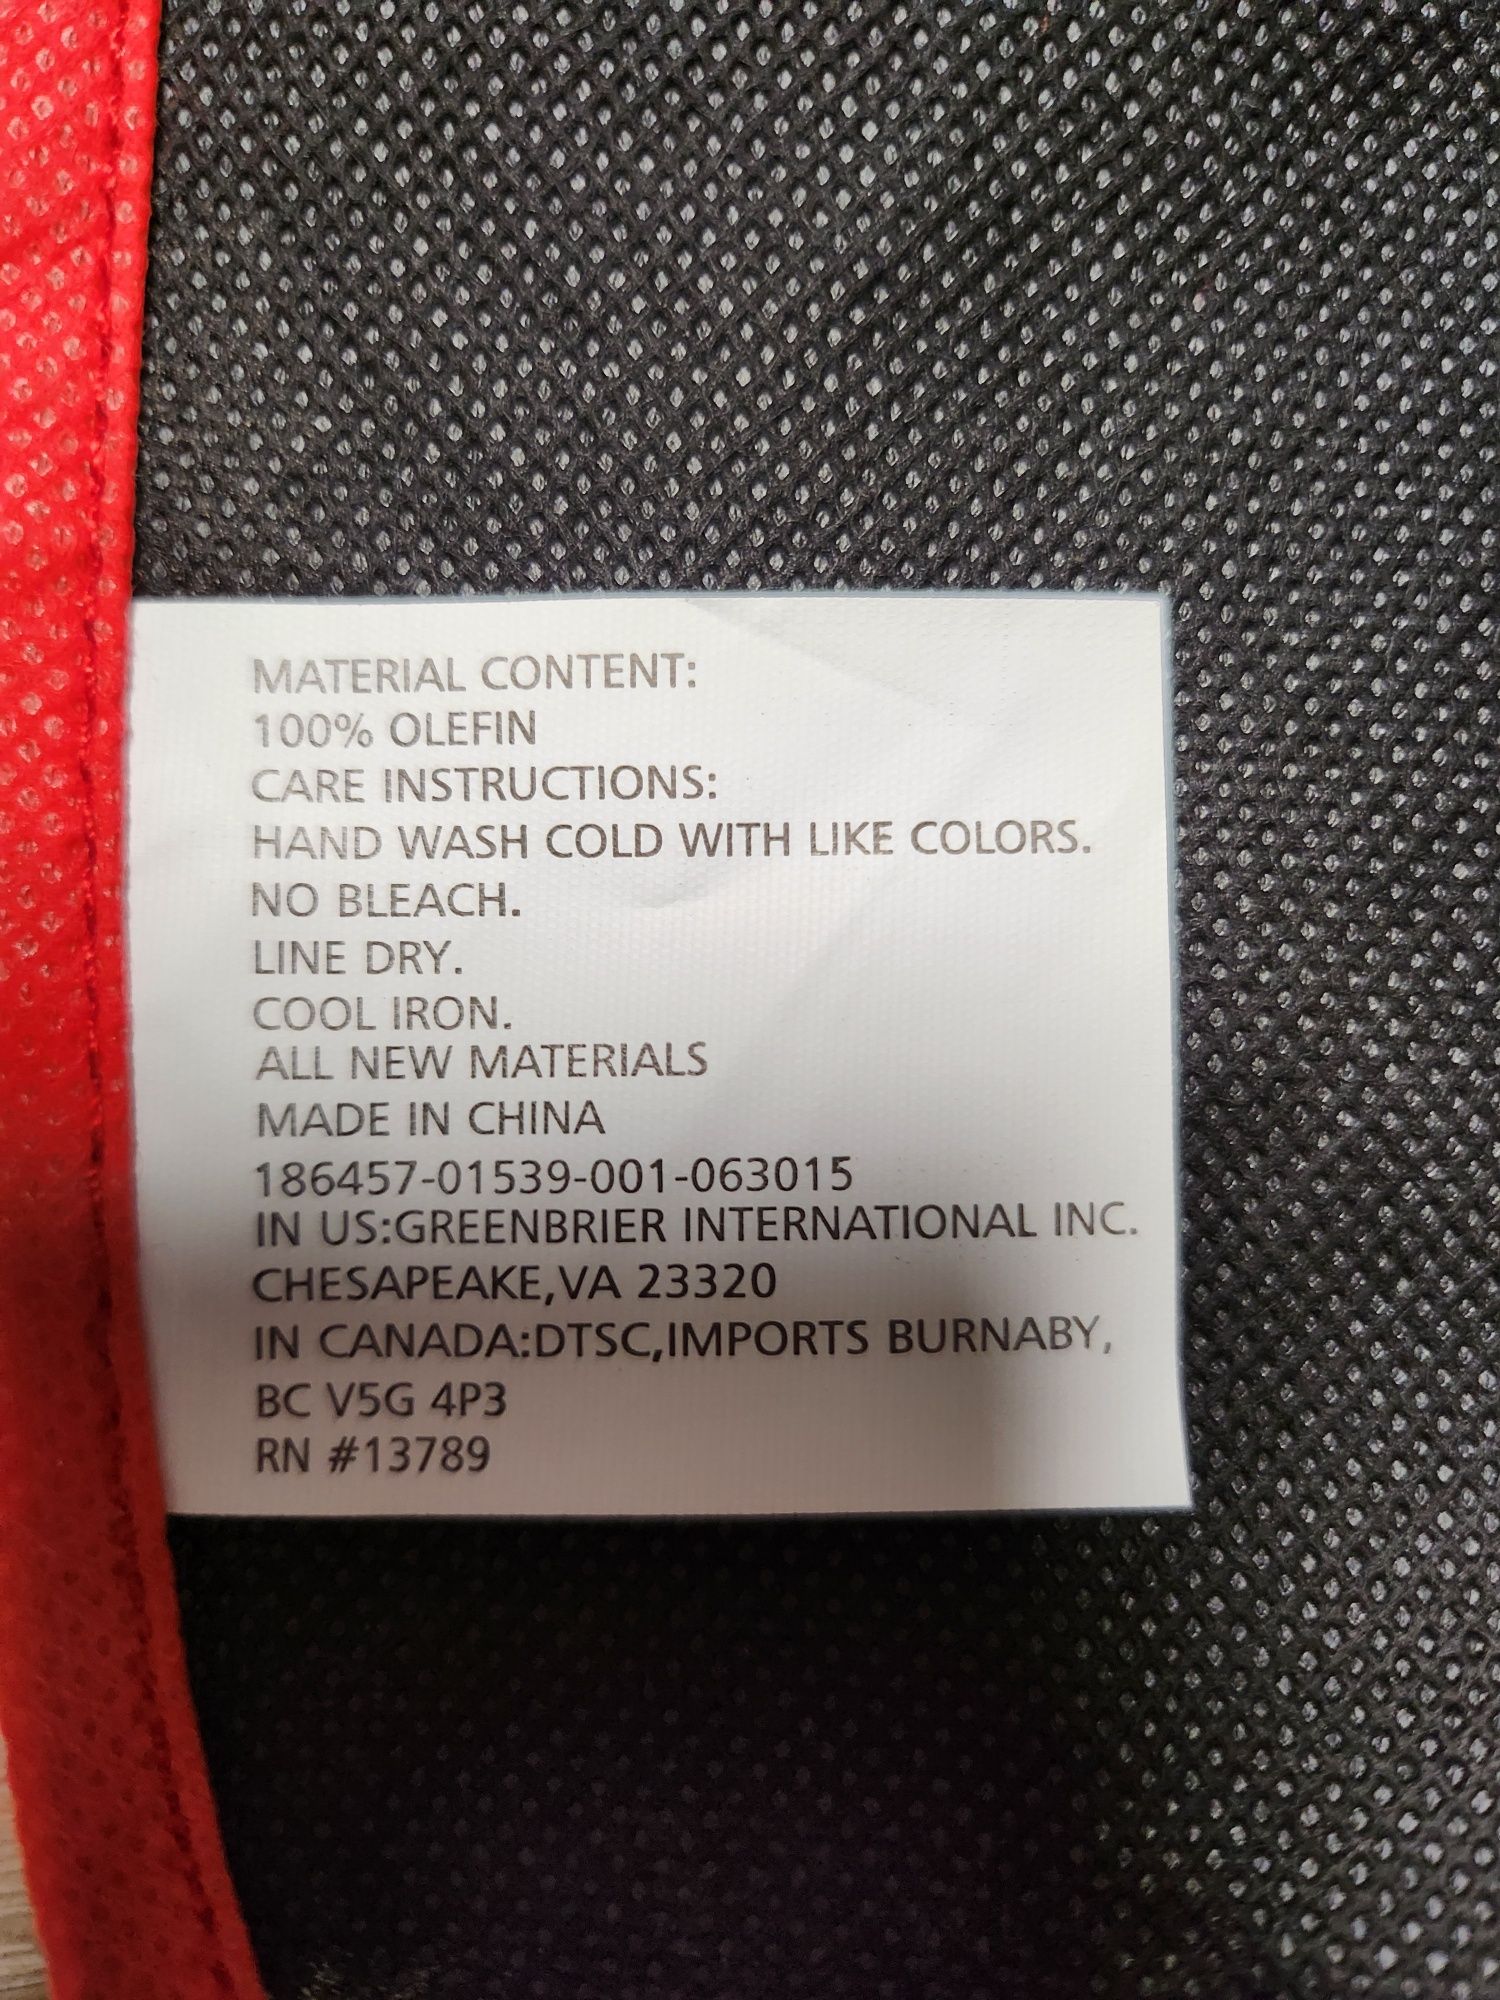 MATERIAL CONTENT:
100% OLEFIN
CARE INSTRUCTIONS:
HAND WASH COLD WITH LIKE COLORS.
NO BLEACH.
LINE DRY.
COOL IRON.
ALL NEW MATERIALS
MADE IN CHINA
186457-01539-001-063015
IN US:GREENBRIER INTERNATIONAL INC.
CHESAPEAKE,VA 23320
IN CANADA:DTSC,IMPORTS BURNABY,
BC V5G 4P3
RN #13789